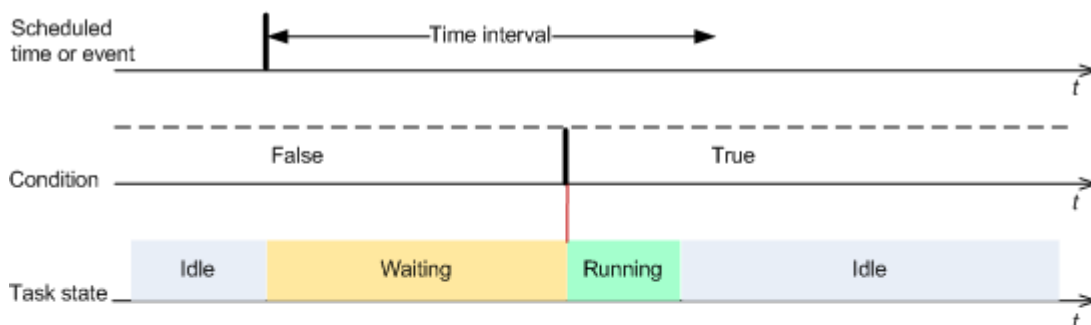 Scheduled
time or event
Time interval
t
False
True
Condition
t
Idle
Waiting
Running
Idle
Task state
t